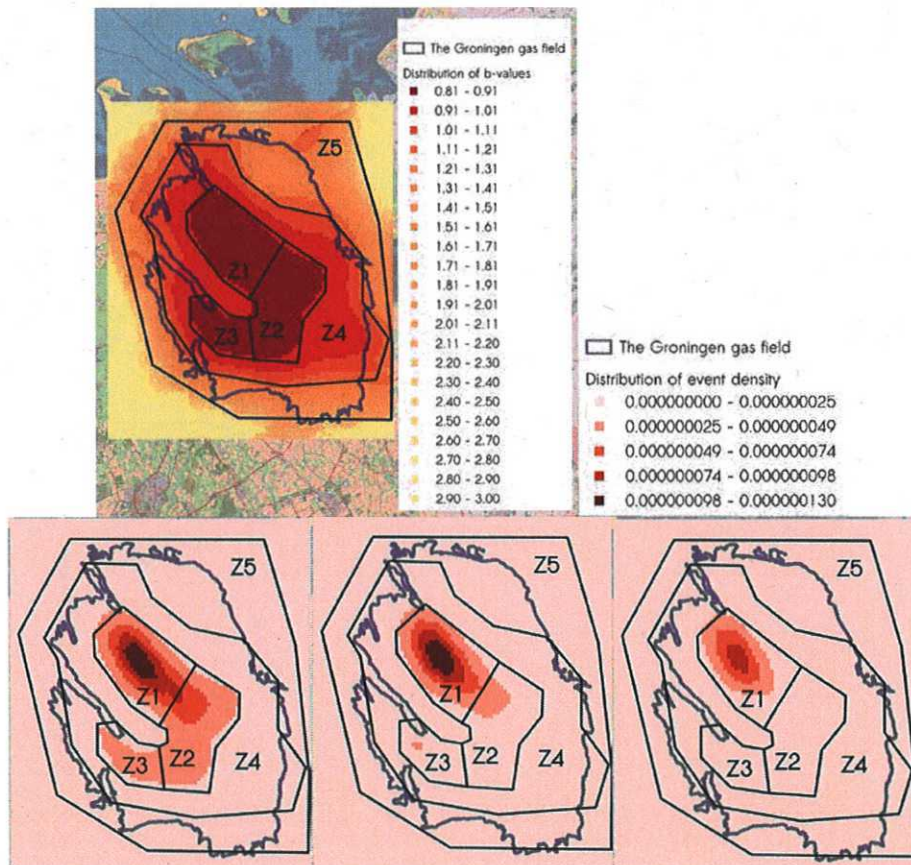 The Groningen gas field
Distribution of b-values
0.81 - 0.91
0.91 - 1.01
1.01 - 1.11
1.11 - 1.21
1.21 - 1.31
1.31 - 1.41
1.41 - 1.51
1.51 - 1.61
1.61 - 1.71
1.71 - 1.81
1.81 - 1.91
1.91 - 2.01
2.01 - 2.11
2.11 - 2.20
2.20 - 2.30
2.30 - 2.40
2.40 - 2.50
2.50 - 2.60
2.60 - 2.70
2.70 - 2.80
2.80 - 2.90
2.90 - 3.00
Z5
Z1
Z3 Z2 Z4
The Groningen gas field
Distribution of event density
0.000000000 - 0.000000025
0.000000025 - 0.000000049
0.000000049 - 0.000000074
0.000000074 - 0.000000098
0.000000098 - 0.000000130
Z5
Z1
Z3 Z2 Z4
Z5
Z1
Z3 Z2 Z4
Z5
Z1
Z3 Z2 Z4